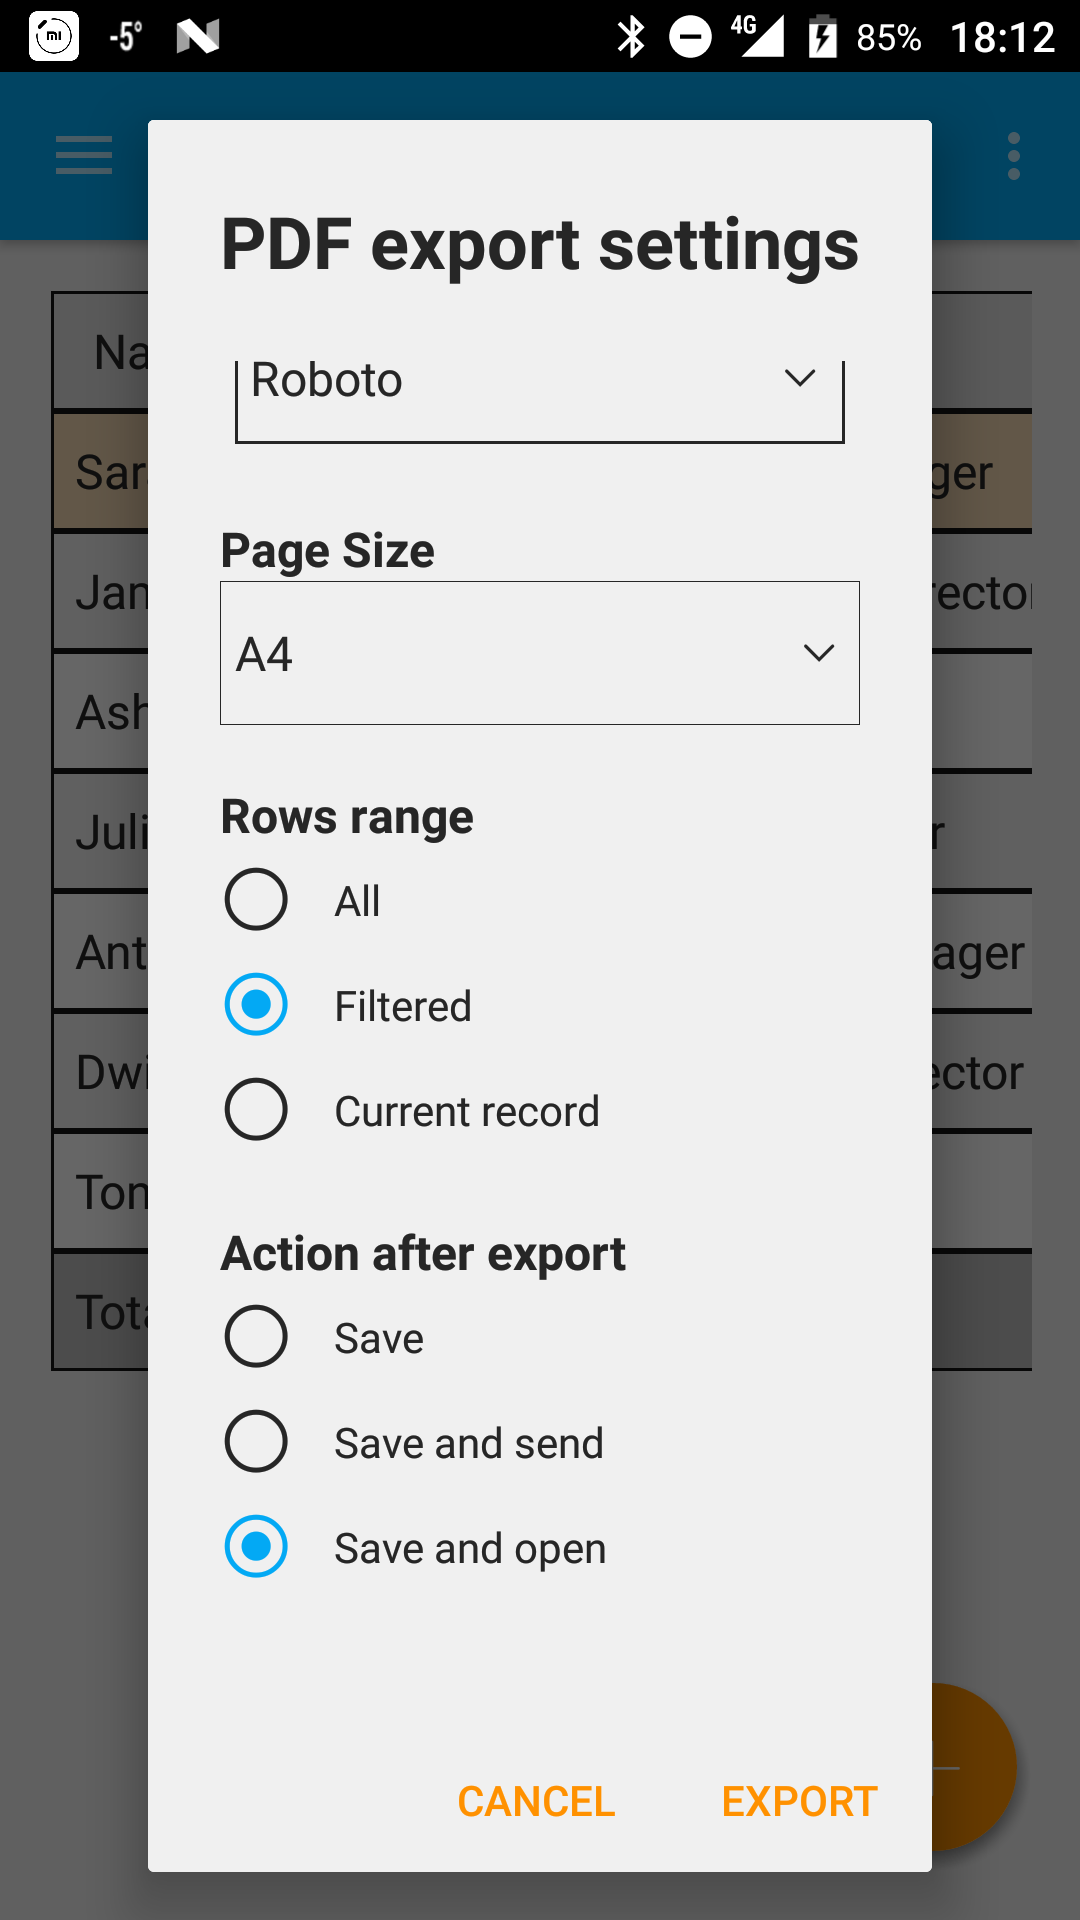 mi -5° 4G 85% 18:12
PDF export settings
Roboto
Page Size
A4
Rows range
All
Filtered
Current record
Action after export
Save
Save and send
Save and open
CANCEL EXPORT
Na
Sar
ger
Jan
rector
Ash
Juli
r
Ant
ager
Dwi
ector
Ton
Tota